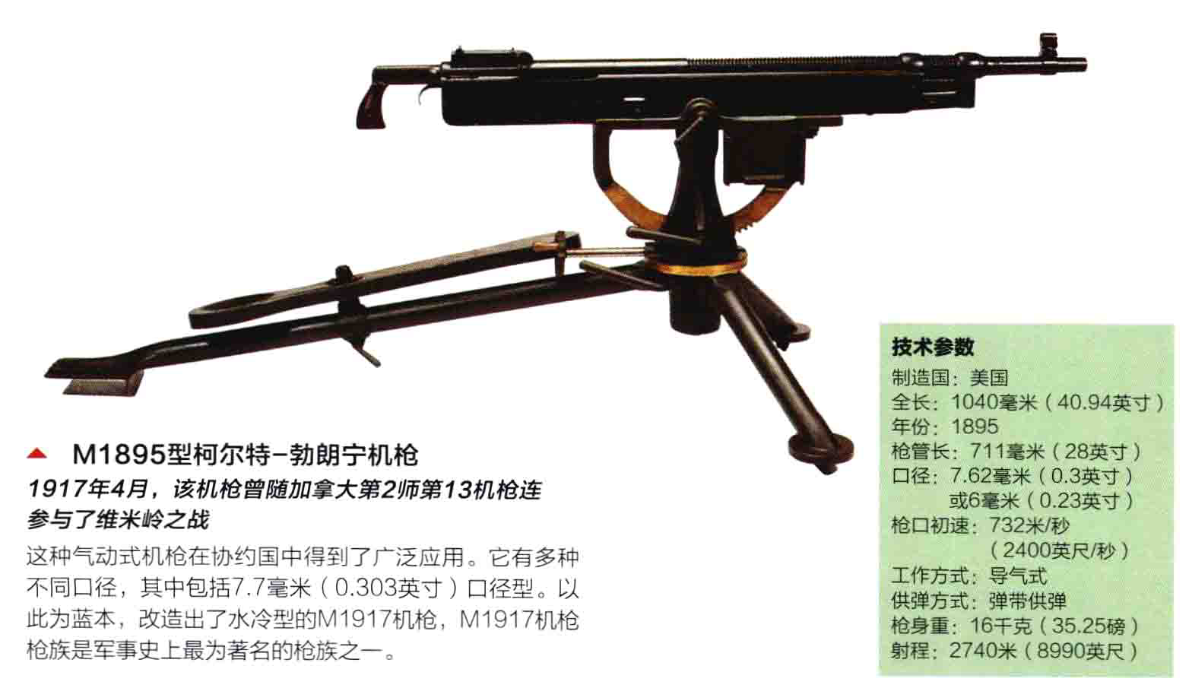 M1895型柯尔特-勃朗宁机枪
1917年4月，该机枪曾随加拿大第2师第13机枪连
参与了维米岭之战
这种气动式机枪在协约国中得到了广泛应用。它有多种
不同口径，其中包括7.7毫米（0.303英寸）口径型。以
此为蓝本，改造出了水冷型的M1917机枪，M1917机枪
枪族是军事史上最为著名的枪族之一。
技术参数
制造国：美国
全长：1040毫米（40.94英寸）
年份：1895
枪管长：711毫米（28英寸）
口径：7.62毫米（0.3英寸）
或6毫米（0.23英寸）
枪口初速：732米/秒
（2400英尺/秒）
工作方式：导气式
供弹方式：弹带供弹
枪身重：16千克（35.25磅）
射程：2740米（8990英尺）